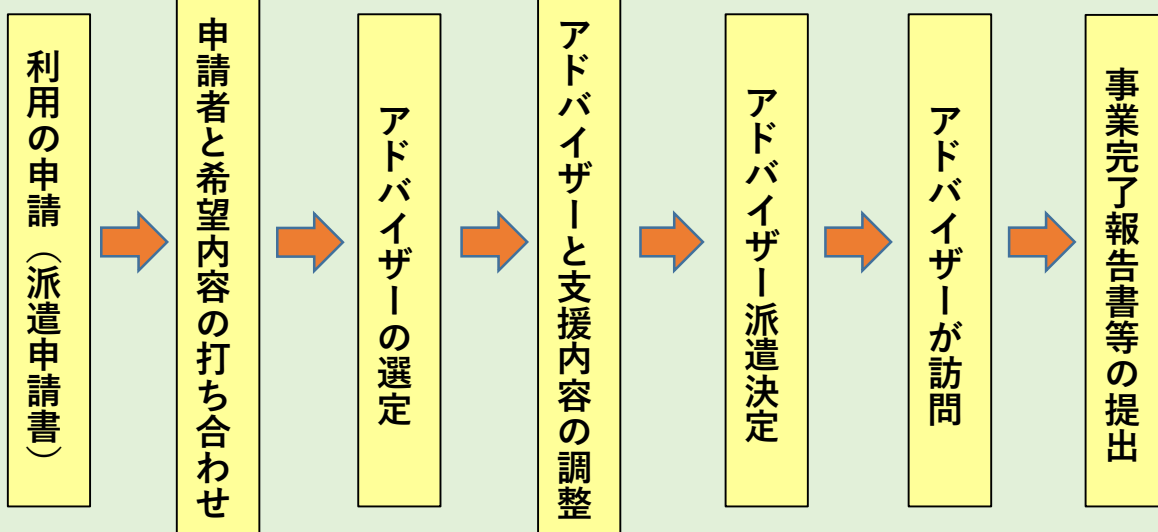 利用の申請（派遣申請書）
申請者と希望内容の打ち合わせ
アドバイザーの選定
アドバイザーと支援内容の調整
アドバイザー派遣決定
アドバイザーが訪問
事業完了報告書等の提出